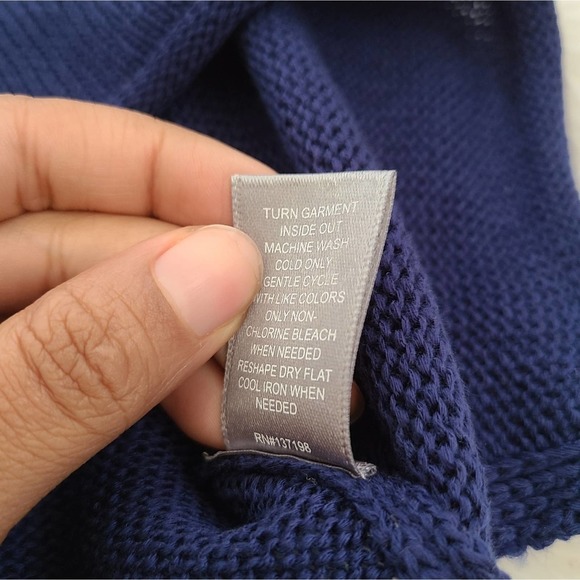 TURN GARMENT
INSIDE OUT
MACHINE WASH
COLD ONLY
GENTLE CYCLE
WITH LIKE COLORS
ONLY NON-
CHLORINE BLEACH
WHEN NEEDED
RESHAPE DRY FLAT
COOL IRON WHEN
NEEDED
RN#137198